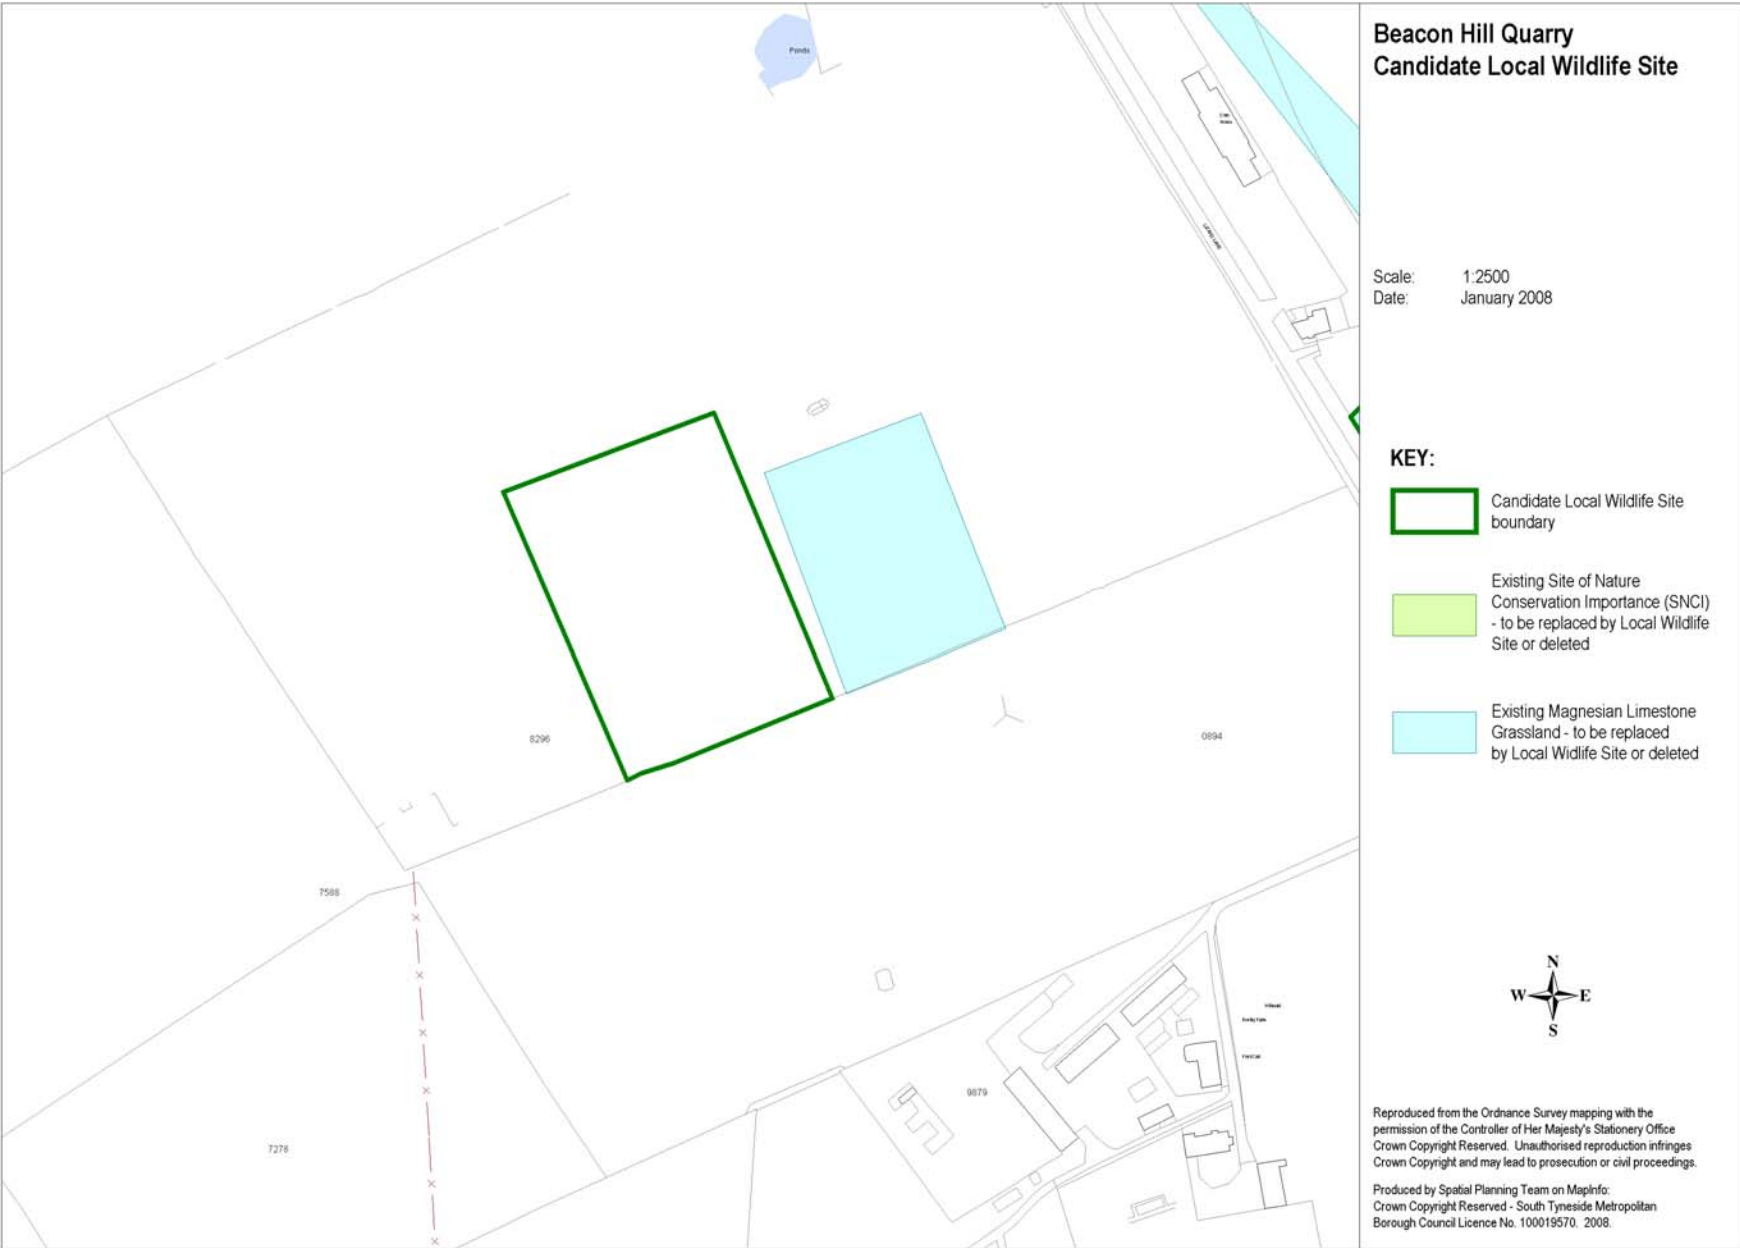 Beacon Hill Quarry
Candidate Local Wildlife Site
Scale: 1:2500
Date: January 2008
KEY:
Candidate Local Wildlife Site
boundary
Existing Site of Nature
Conservation Importance (SNCI)
- to be replaced by Local Wildlife
Site or deleted
Existing Magnesian Limestone
Grassland - to be replaced
by Local Widlife Site or deleted
N
W E
S
Reproduced from the Ordnance Survey mapping with the
permission of the Controller of Her Majesty's Stationery Office
Crown Copyright Reserved. Unauthorised reproduction infringes
Crown Copyright and may lead to prosecution or civil proceedings.
Produced by Spatial Planning Team on MapInfo:
Crown Copyright Reserved - South Tyneside Metropolitan
Borough Council Licence No. 100019570. 2008.
Ponds
8296
0894
7588
9879
7278